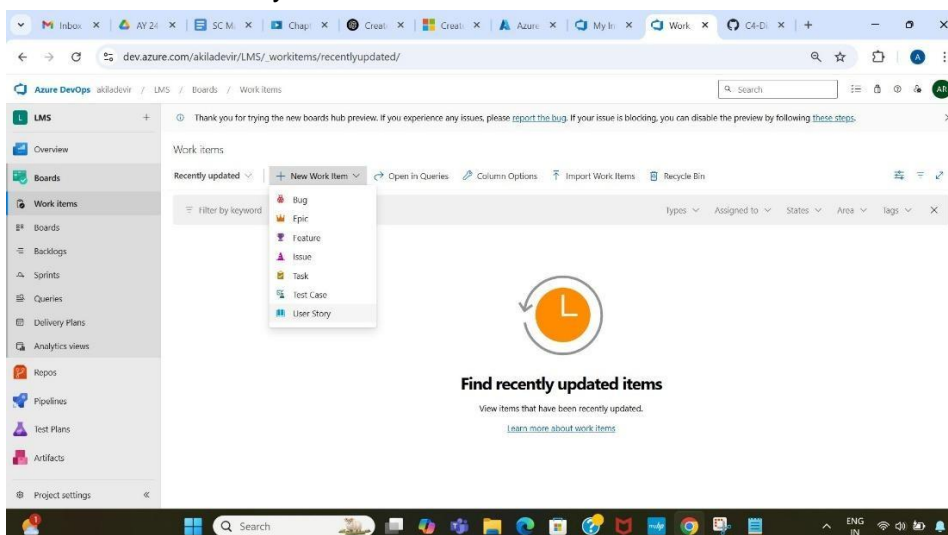 Inbox
AY 24
SC M
Chapt
Creat
Creat
Azure
My In
Work
C4-Di
dev.azure.com/akiladevir/LMS/_workitems/recentlyupdated/
A
Azure DevOps akiladevir / LMS / Boards / Work items
Search
AR
L LMS
Thank you for trying the new boards hub preview. If you experience any issues, please report the bug. If your issue is blocking, you can disable the preview by following these steps.
Overview
Boards
Work items
Boards
Backlogs
Sprints
Queries
Delivery Plans
Analytics views
Repos
Pipelines
Test Plans
Artifacts
Project settings
Work items
Recently updated
New Work Item
Open in Queries
Column Options
Import Work Items
Recycle Bin
Filter by keyword
Types
Assigned to
States
Area
Tags
Bug
Epic
Feature
Issue
Task
Test Case
User Story
Find recently updated items
View items that have been recently updated.
Learn more about work items
Search
ENG
IN